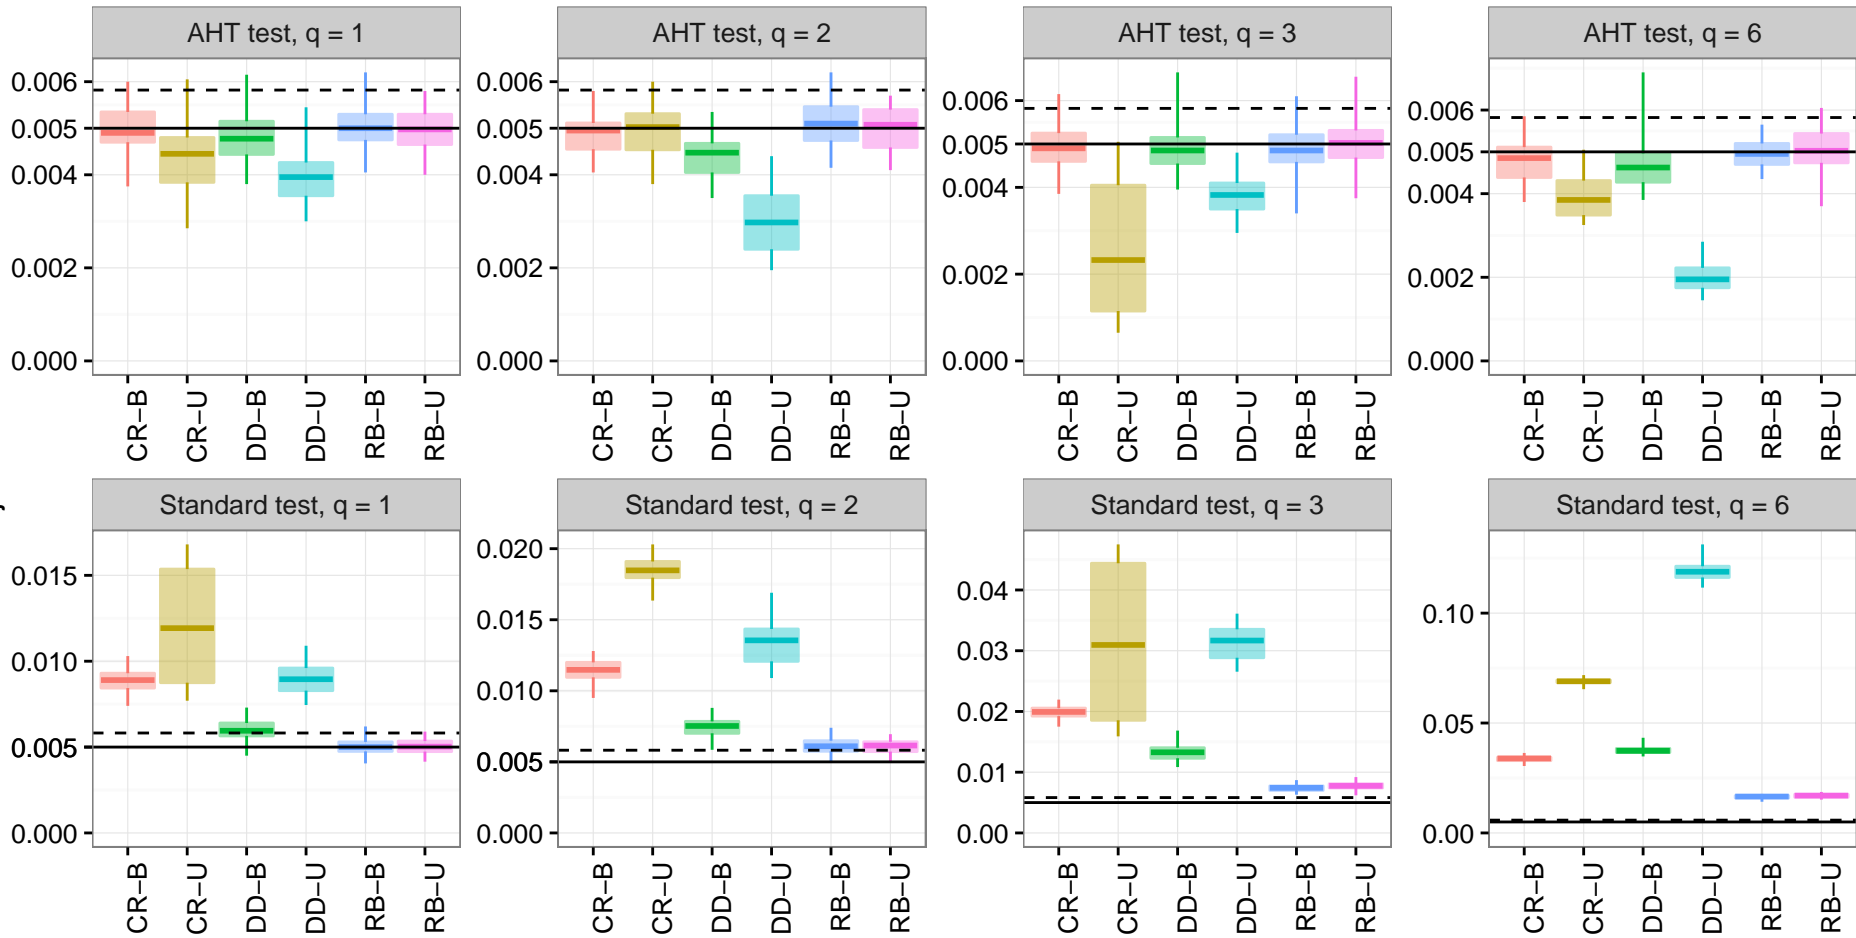 AHT test, q = 1
AHT test, q = 2
AHT test, q = 3
AHT test, q = 6
0.006
0.005
0.004
0.002
0.000
0.006
0.005
0.004
0.002
0.000
0.006
0.005
0.004
0.002
0.000
0.006
0.005
0.004
0.002
0.000
CR−B
CR−U
DD−B
DD−U
RB−B
RB−U
CR−B
CR−U
DD−B
DD−U
RB−B
RB−U
CR−B
CR−U
DD−B
DD−U
RB−B
RB−U
CR−B
CR−U
DD−B
DD−U
RB−B
RB−U
Standard test, q = 1
Standard test, q = 2
Standard test, q = 3
Standard test, q = 6
0.015
0.010
0.005
0.000
0.020
0.015
0.010
0.005
0.000
0.04
0.03
0.02
0.01
0.00
0.10
0.05
0.00
CR−B
CR−U
DD−B
DD−U
RB−B
RB−U
CR−B
CR−U
DD−B
DD−U
RB−B
RB−U
CR−B
CR−U
DD−B
DD−U
RB−B
RB−U
CR−B
CR−U
DD−B
DD−U
RB−B
RB−U